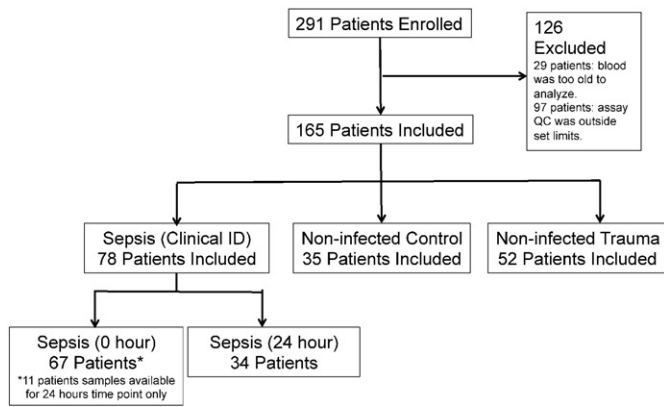 291 Patients Enrolled
126
Excluded
29 patients: blood
was too old to
analyze.
97 patients: assay
QC was outside
set limits.
165 Patients Included
Sepsis (Clinical ID)
78 Patients Included
Non-infected Control
35 Patients Included
Non-infected Trauma
52 Patients Included
Sepsis (0 hour)
67 Patients*
*11 patients samples available
for 24 hours time point only
Sepsis (24 hour)
34 Patients